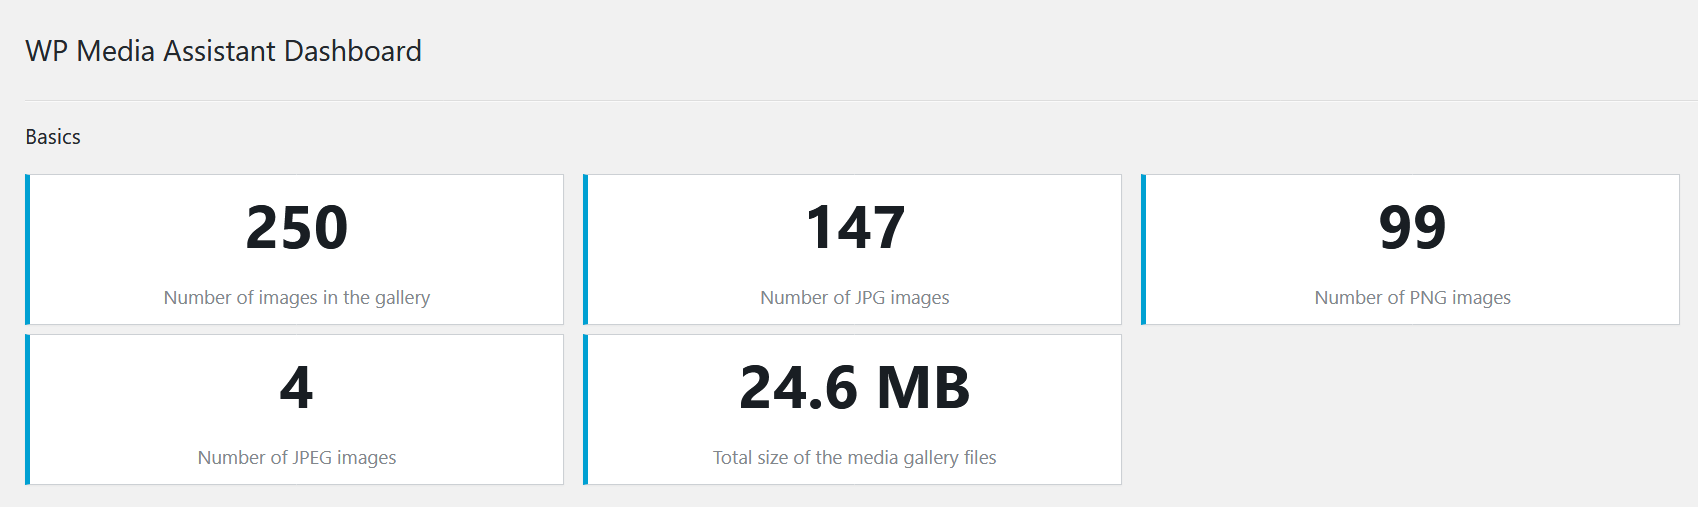 WP Media Assistant Dashboard
Basics
250
Number of images in the gallery
147
Number of JPG images
99
Number of PNG images
4
Number of JPEG images
24.6 MB
Total size of the media gallery files